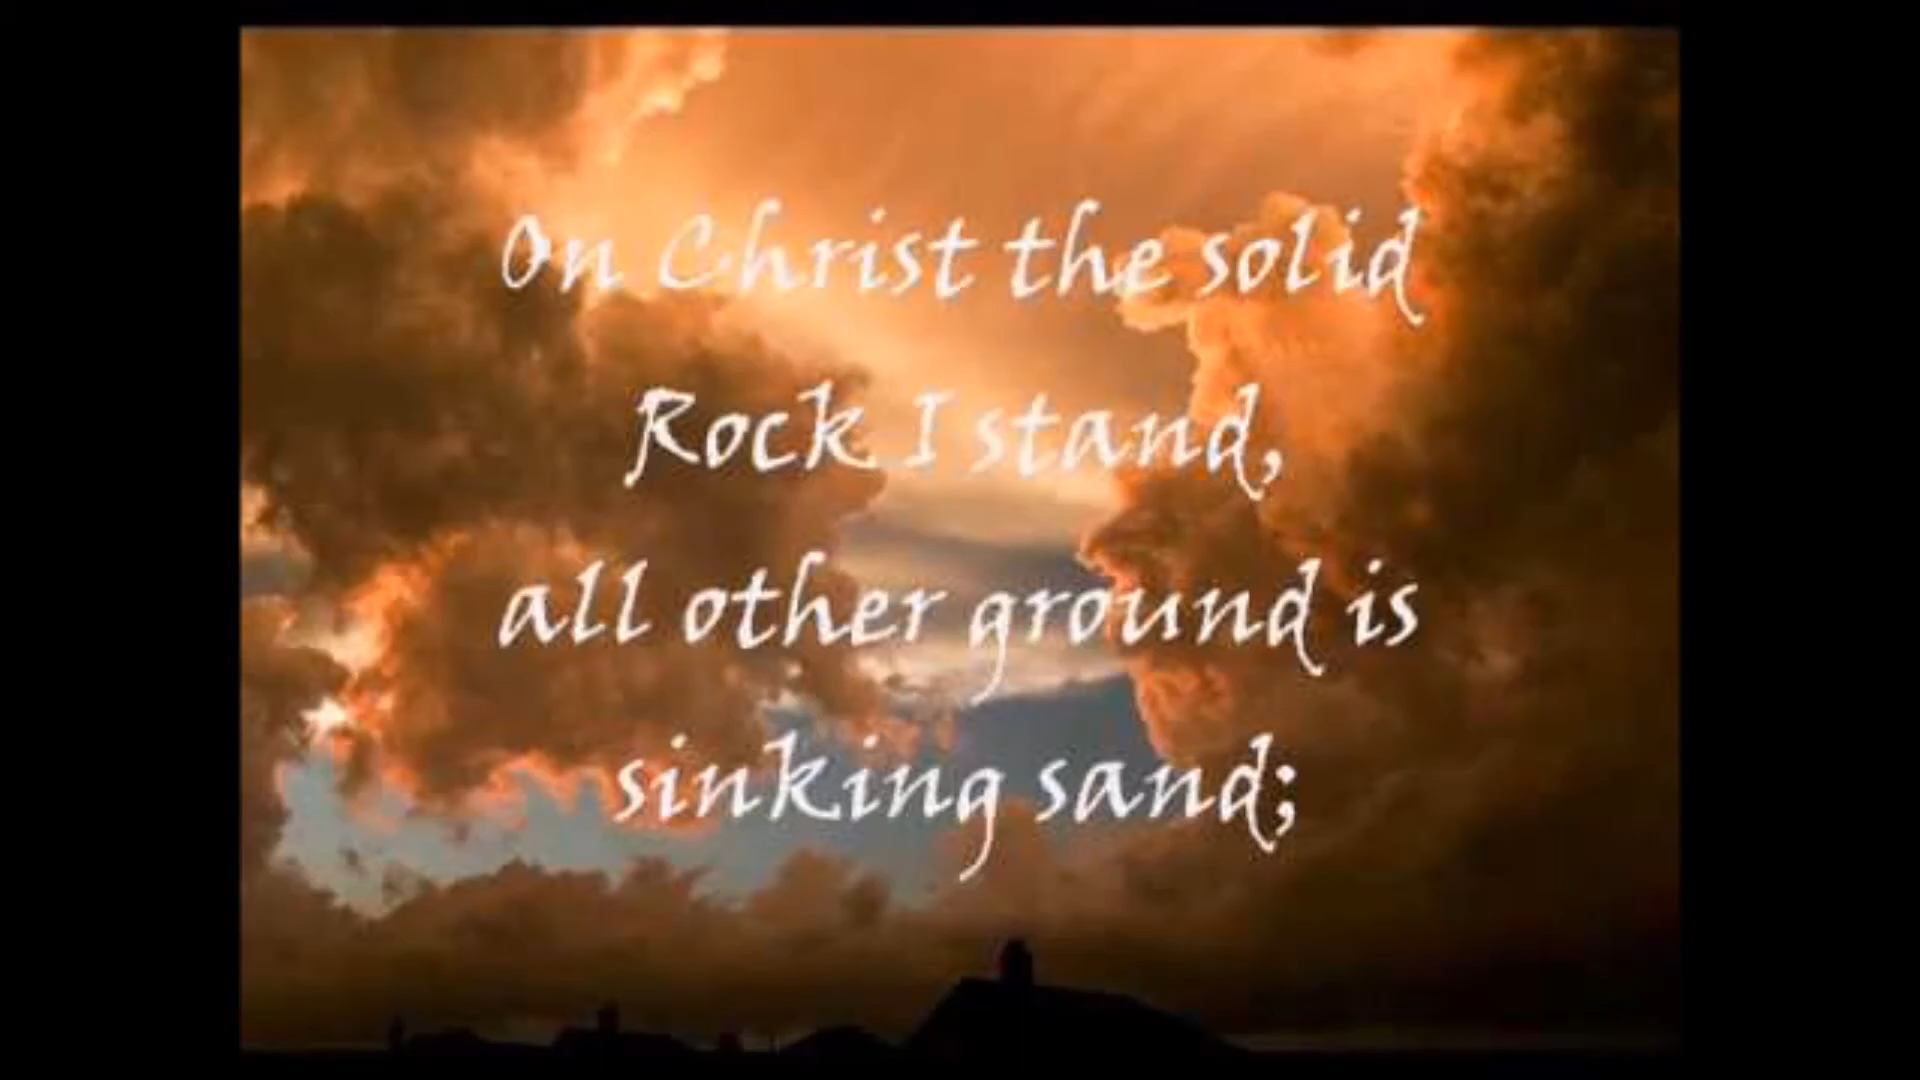 On Christ the solid
Rock I stand,
all other ground is
sinking sand;